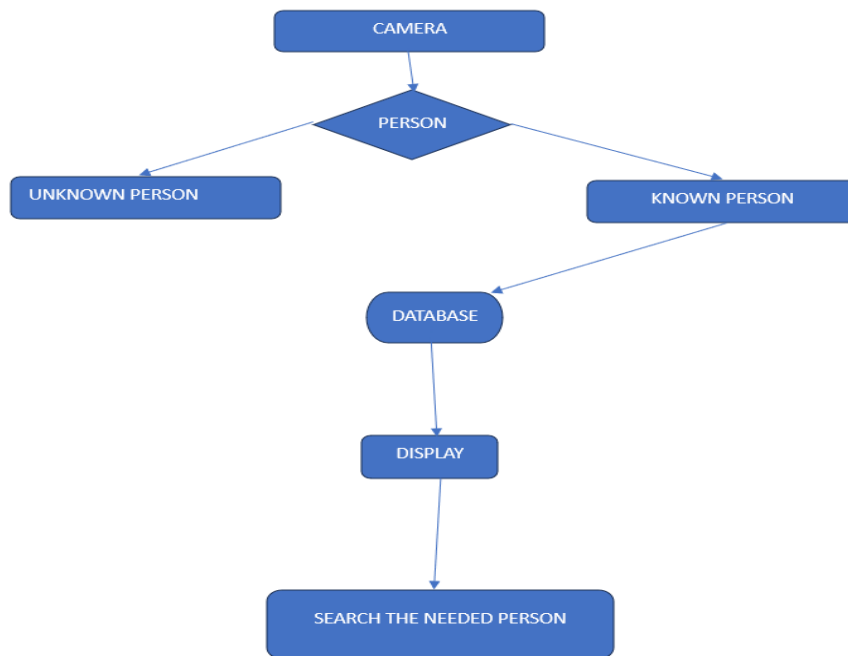 CAMERA
PERSON
UNKNOWN PERSON
KNOWN PERSON
DATABASE
DISPLAY
SEARCH THE NEEDED PERSON